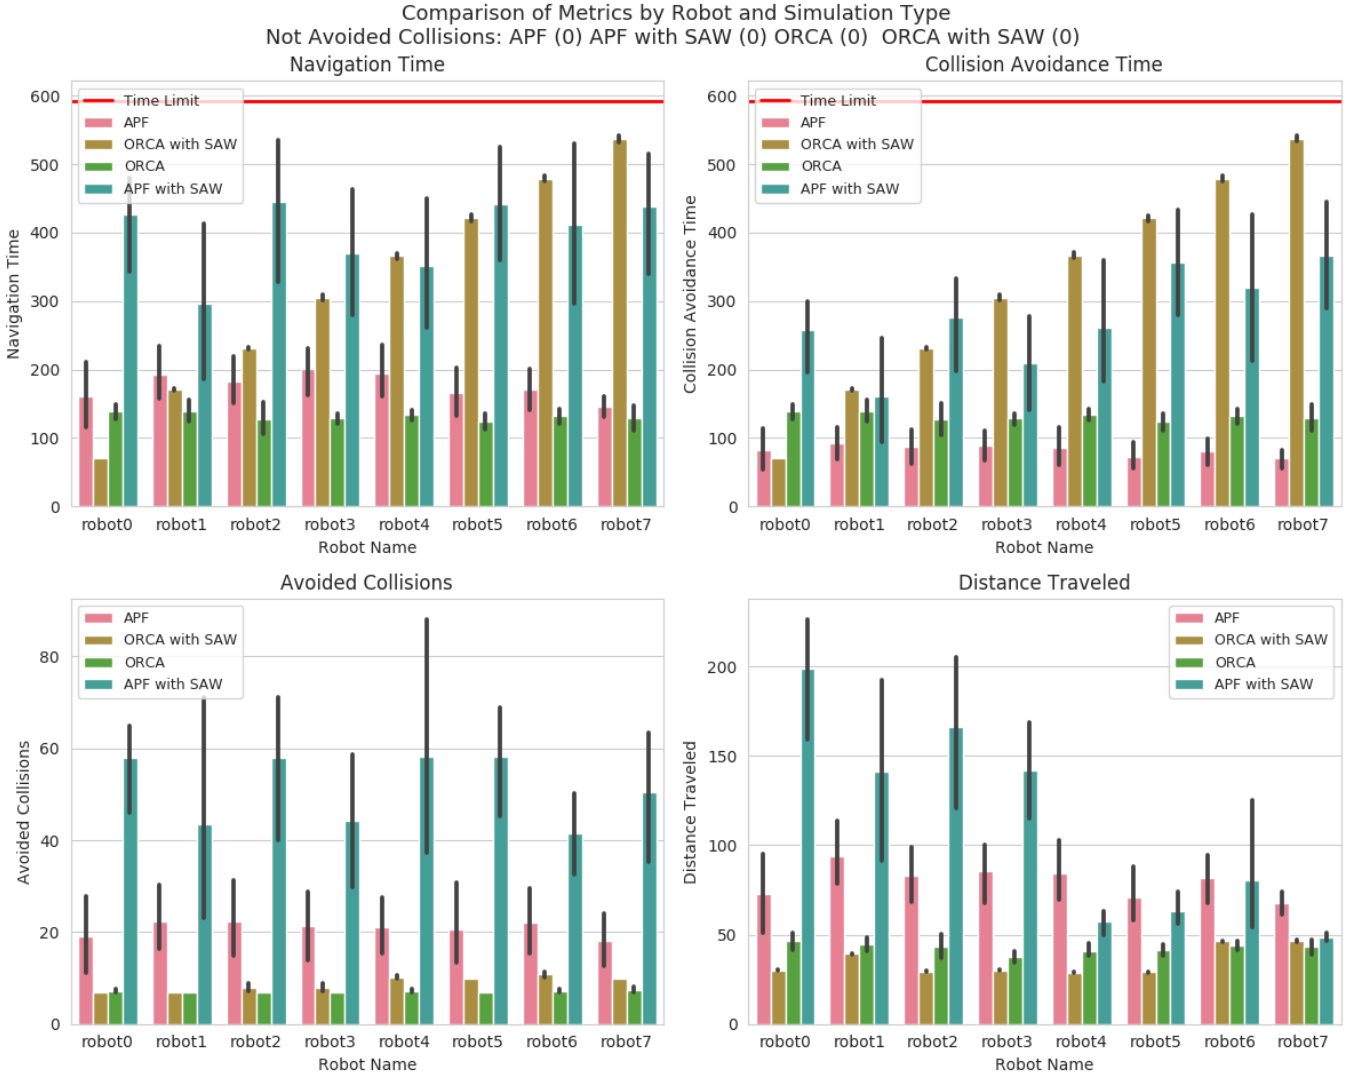 Comparison of Metrics by Robot and Simulation Type
Not Avoided Collisions: APF (0) APF with SAW (0) ORCA (0)  ORCA with SAW (0)
Navigation Time
Time Limit
APF
ORCA with SAW
ORCA
APF with SAW
Navigation Time
600
500
400
300
200
100
0
robot0 robot1 robot2 robot3 robot4 robot5 robot6 robot7
Robot Name
Collision Avoidance Time
Time Limit
APF
ORCA with SAW
ORCA
APF with SAW
Collision Avoidance Time
600
500
400
300
200
100
0
robot0 robot1 robot2 robot3 robot4 robot5 robot6 robot7
Robot Name
Avoided Collisions
APF
ORCA with SAW
ORCA
APF with SAW
Avoided Collisions
80
60
40
20
0
robot0 robot1 robot2 robot3 robot4 robot5 robot6 robot7
Robot Name
Distance Traveled
APF
ORCA with SAW
ORCA
APF with SAW
Distance Traveled
200
150
100
50
0
robot0 robot1 robot2 robot3 robot4 robot5 robot6 robot7
Robot Name